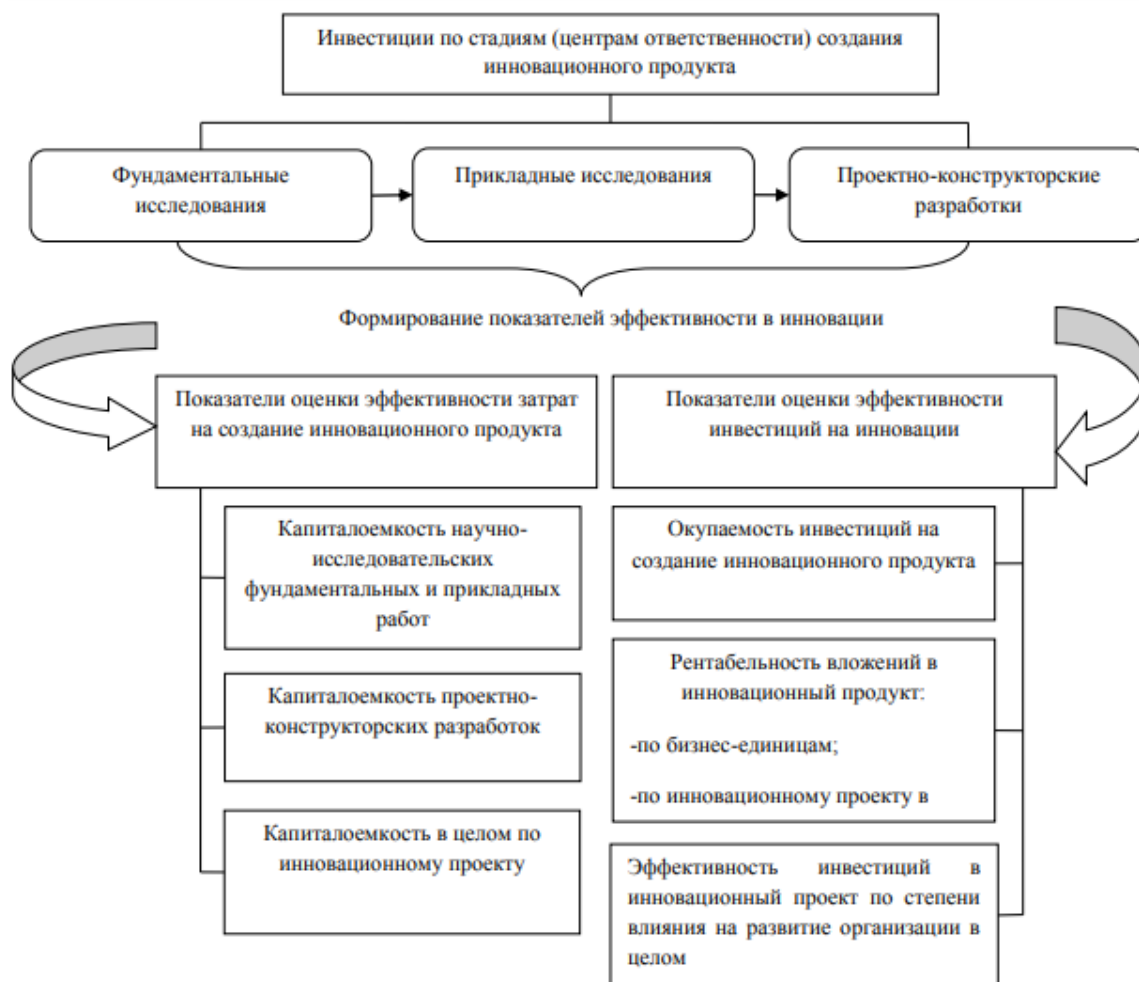 Инвестиции по стадиям (центрам ответственности) создания
инновационного продукта
Фундаментальные
исследования
Прикладные исследования
Проектно-конструкторские
разработки
Формирование показателей эффективности в инновации
Показатели оценки эффективности затрат
на создание инновационного продукта
Показатели оценки эффективности
инвестиций на инновации
Капиталоемкость научно-
исследовательских
фундаментальных и прикладных
работ
Капиталоемкость проектно-
конструкторских разработок
Капиталоемкость в целом по
инновационному проекту
Окупаемость инвестиций на
создание инновационного продукта
Рентабельность вложений в
инновационный продукт:
-по бизнес-единицам;
-по инновационному проекту в
Эффективность инвестиций в
инновационный проект по степени
влияния на развитие организации в
целом